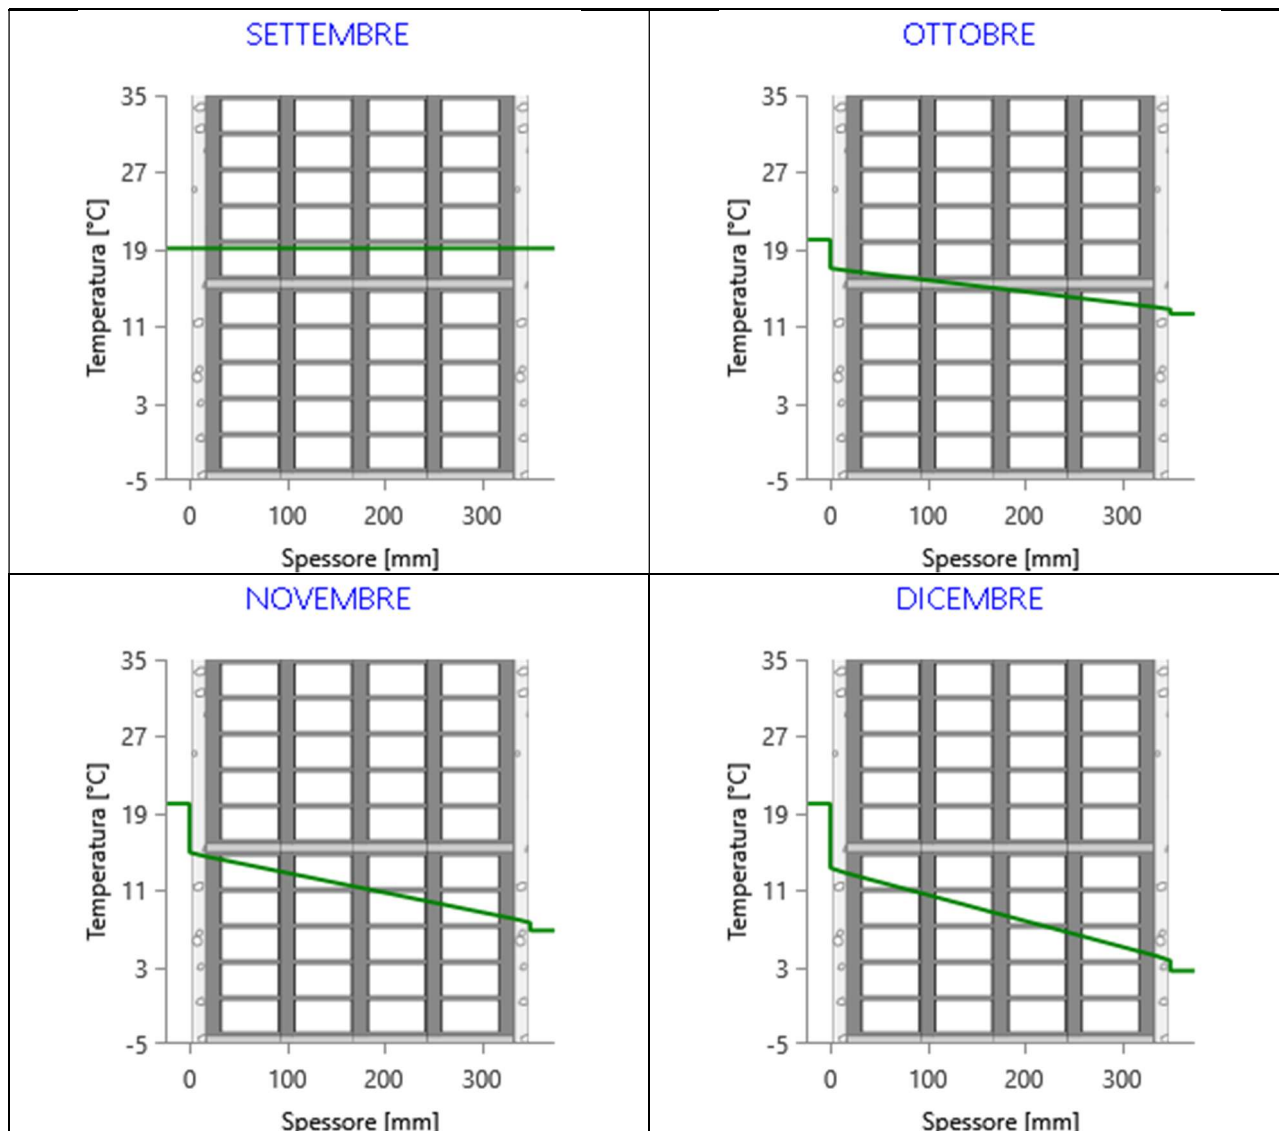 SETTEMBRE
35
27
19
11
3
-5
Temperatura [°C]
0 100 200 300
Spessore [mm]
OTTOBRE
35
27
19
11
3
-5
Temperatura [°C]
0 100 200 300
Spessore [mm]
NOVEMBRE
35
27
19
11
3
-5
Temperatura [°C]
0 100 200 300
Spessore [mm]
DICEMBRE
35
27
19
11
3
-5
Temperatura [°C]
0 100 200 300
Spessore [mm]